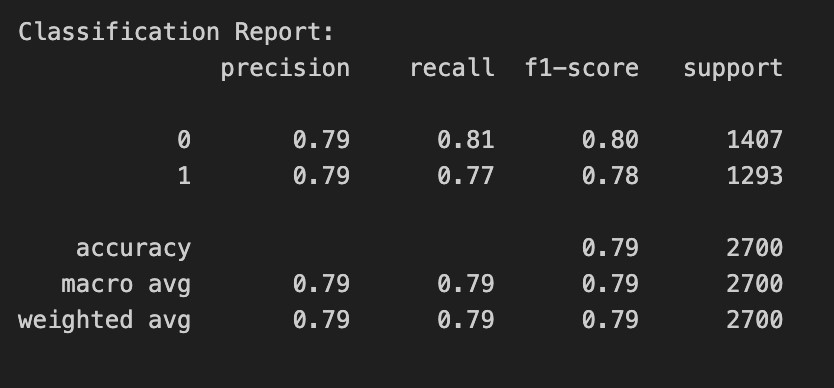 Classification Report:
precision recall f1-score support
0 0.79 0.81 0.80 1407
1 0.79 0.77 0.78 1293
accuracy 0.79 2700
macro avg 0.79 0.79 0.79 2700
weighted avg 0.79 0.79 0.79 2700